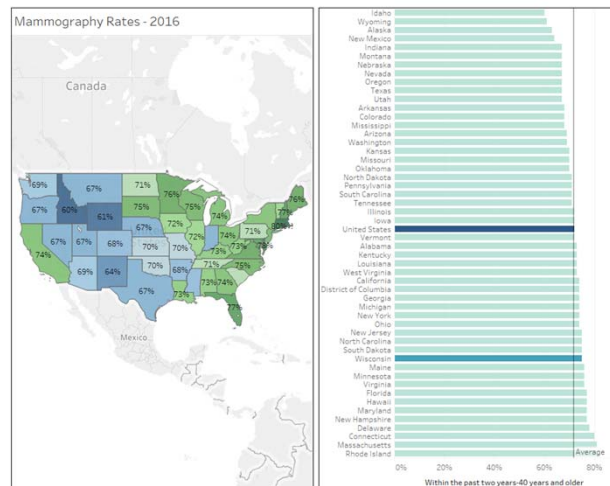 Mammography Rates - 2016
Canada
69%
67%
71%
76%
76%
67%
60%
61%
75%
75%
74%
77%
80%
67%
72%
71%
67%
67%
68%
72%
74%
78%
74%
70%
70%
73%
73%
75%
69%
64%
70%
68%
71%
67%
73%
73%
74%
77%
Mexico
Idaho
Wyoming
Alaska
New Mexico
Indiana
Montana
Nebraska
Nevada
Oregon
Texas
Utah
Arkansas
Colorado
Mississippi
Arizona
Washington
Kansas
Missouri
Oklahoma
North Dakota
Pennsylvania
South Carolina
Tennessee
Illinois
Iowa
United States
Vermont
Alabama
Kentucky
Louisiana
West Virginia
California
District of Columbia
Georgia
Michigan
New York
Ohio
New Jersey
North Carolina
South Dakota
Wisconsin
Maine
Minnesota
Virginia
Florida
Hawaii
Maryland
New Hampshire
Delaware
Connecticut
Massachusetts
Rhode Island
Average
0% 20% 40% 60% 80%
Within the past two years-40 years and older